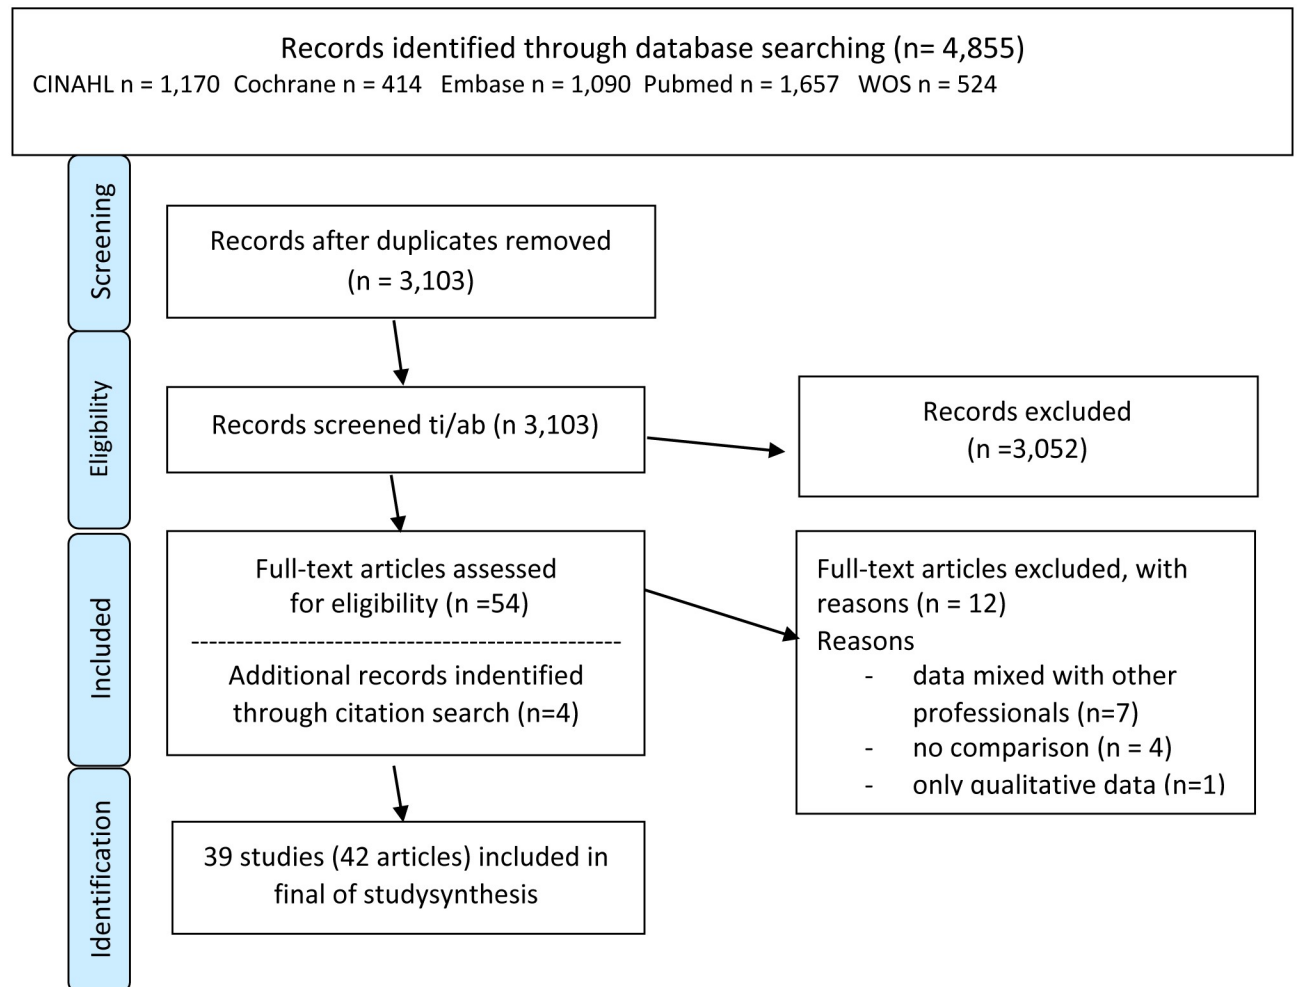 Records identified through database searching (n= 4,855)
CINAHL n = 1,170 Cochrane n = 414 Embase n = 1,090 Pubmed n = 1,657 WOS n = 524
Screening
Records after duplicates removed
(n = 3,103)
Eligibility
Records screened ti/ab (n 3,103)
Records excluded
(n =3,052)
Included
Full-text articles assessed
for eligibility (n =54)
----------------------------------------------
Additional records indentified
through citation search (n=4)
Full-text articles excluded, with
reasons (n = 12)
Reasons
- data mixed with other
professionals (n=7)
- no comparison (n = 4)
- only qualitative data (n=1)
Identification
39 studies (42 articles) included in
final of studysynthesis